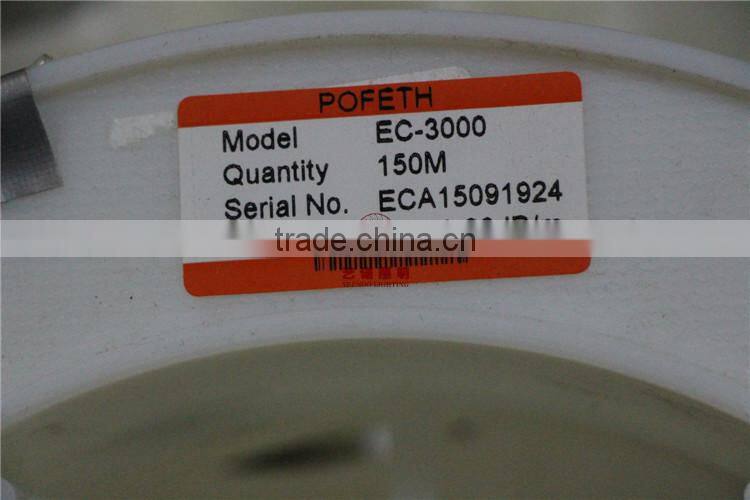 POFETH
Model EC-3000
Quantity 150M
Serial No. ECA15091924
trade.china.cn